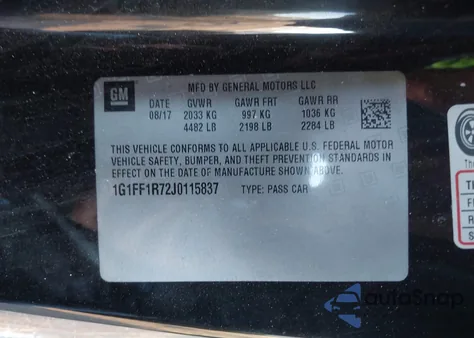 GM
MFD BY GENERAL MOTORS LLC
DATE GVWR GAWR FRT GAWR RR
08/17 2033 KG 997 KG 1036 KG
4482 LB 2198 LB 2284 LB
THIS VEHICLE CONFORMS TO ALL APPLICABLE U.S. FEDERAL MOTOR
VEHICLE SAFETY, BUMPER, AND THEFT PREVENTION STANDARDS IN
EFFECT ON THE DATE OF MANUFACTURE SHOWN ABOVE.
1G1FF1R72J0115837 TYPE: PASS CAR
autoSnap